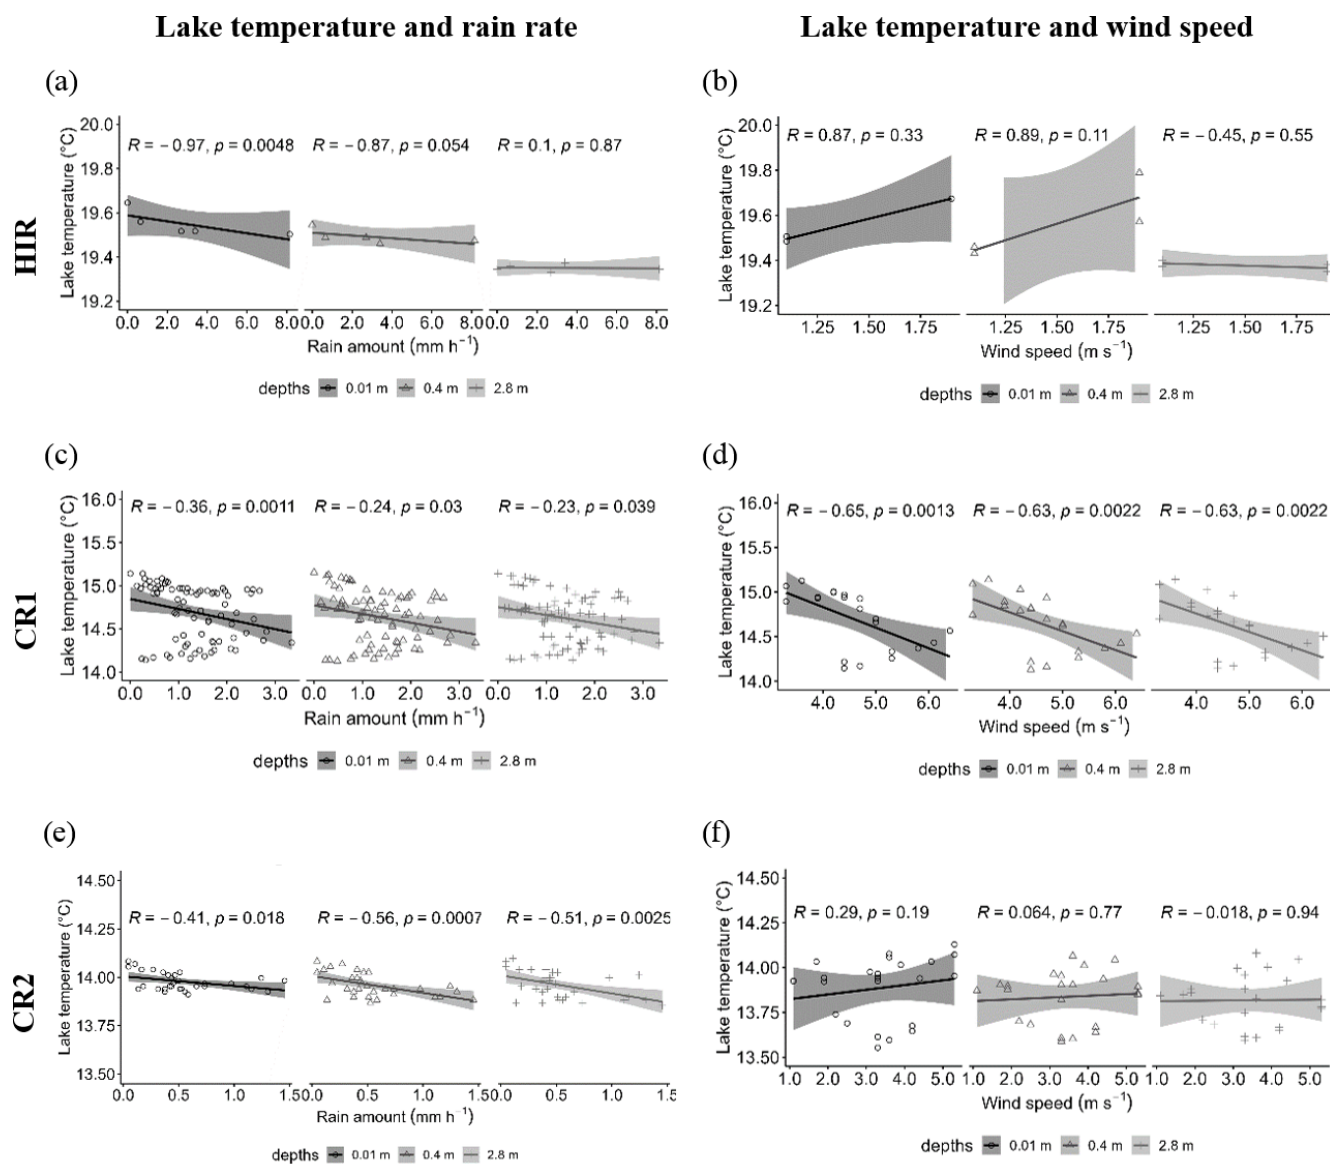 Lake temperature and rain rate
Lake temperature and wind speed
(a)
(b)
HIR
Lake temperature (°C)
20.0
19.8
19.6
19.4
19.2
R = − 0.97, p = 0.0048
R = − 0.87, p = 0.054
R = 0.1, p = 0.87
0.0 2.0 4.0 6.0 8.0
0.0 2.0 4.0 6.0 8.0
0.0 2.0 4.0 6.0 8.0
Rain amount (mm h⁻¹)
depths 0.01 m 0.4 m 2.8 m
Lake temperature (°C)
20.0
19.8
19.6
19.4
19.2
R = 0.87, p = 0.33
R = 0.89, p = 0.11
R = − 0.45, p = 0.55
1.25 1.50 1.75
1.25 1.50 1.75
1.25 1.50 1.75
Wind speed (m s⁻¹)
depths 0.01 m 0.4 m 2.8 m
(c)
(d)
CR1
Lake temperature (°C)
16.0
15.5
15.0
14.5
14.0
R = − 0.36, p = 0.0011
R = − 0.24, p = 0.03
R = − 0.23, p = 0.039
0.0 1.0 2.0 3.0
0.0 1.0 2.0 3.0
0.0 1.0 2.0 3.0
Rain amount (mm h⁻¹)
depths 0.01 m 0.4 m 2.8 m
Lake temperature (°C)
16.0
15.5
15.0
14.5
14.0
R = − 0.65, p = 0.0013
R = − 0.63, p = 0.0022
R = − 0.63, p = 0.0022
4.0 5.0 6.0
4.0 5.0 6.0
4.0 5.0 6.0
Wind speed (m s⁻¹)
depths 0.01 m 0.4 m 2.8 m
(e)
(f)
CR2
Lake temperature (°C)
14.50
14.25
14.00
13.75
13.50
R = − 0.41, p = 0.018
R = − 0.56, p = 0.0007
R = − 0.51, p = 0.0025
0.0 0.5 1.0 1.5
0.0 0.5 1.0 1.5
0.0 0.5 1.0 1.5
Rain amount (mm h⁻¹)
depths 0.01 m 0.4 m 2.8 m
Lake temperature (°C)
14.50
14.25
14.00
13.75
13.50
R = 0.29, p = 0.19
R = 0.064, p = 0.77
R = − 0.018, p = 0.94
1.0 2.0 3.0 4.0 5.0
1.0 2.0 3.0 4.0 5.0
1.0 2.0 3.0 4.0 5.0
Wind speed (m s⁻¹)
depths 0.01 m 0.4 m 2.8 m